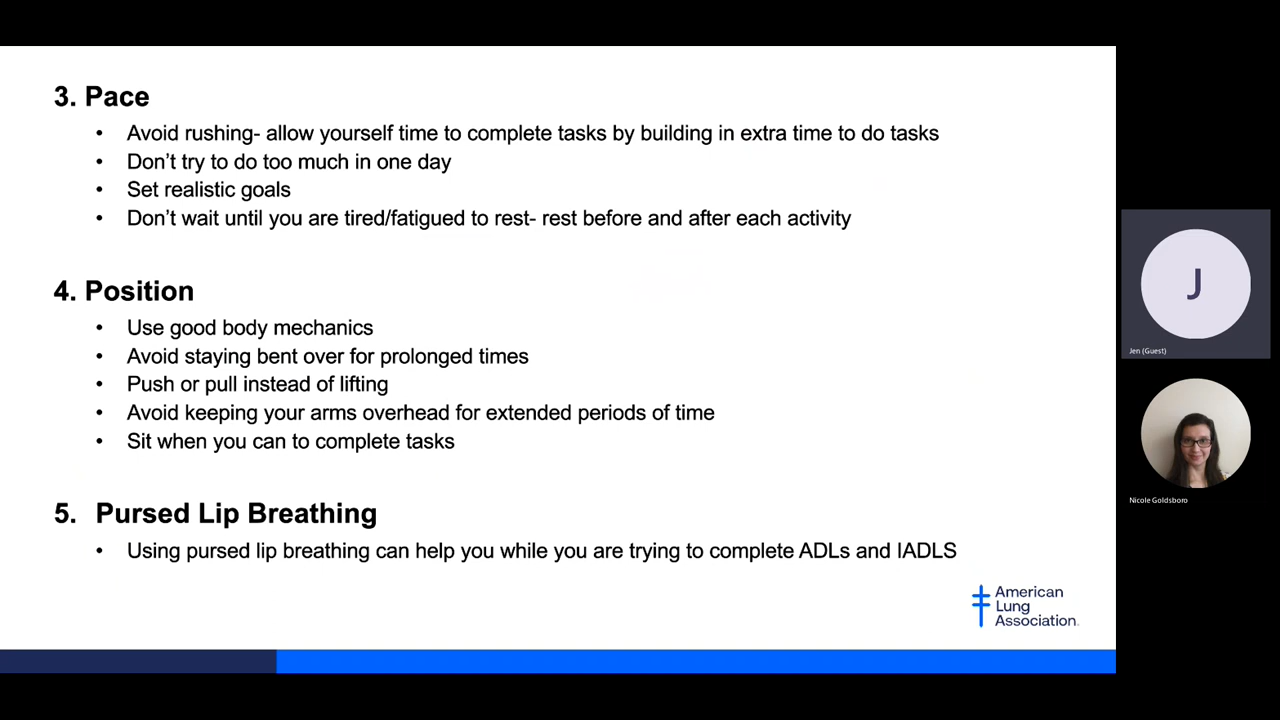 3. Pace
• Avoid rushing- allow yourself time to complete tasks by building in extra time to do tasks
• Don't try to do too much in one day
• Set realistic goals
• Don't wait until you are tired/fatigued to rest- rest before and after each activity
4. Position
• Use good body mechanics
• Avoid staying bent over for prolonged times
• Push or pull instead of lifting
• Avoid keeping your arms overhead for extended periods of time
• Sit when you can to complete tasks
5. Pursed Lip Breathing
• Using pursed lip breathing can help you while you are trying to complete ADLs and IADLS
American
Lung
Association.
J
Jen (Guest)
Nicole Goldsboro